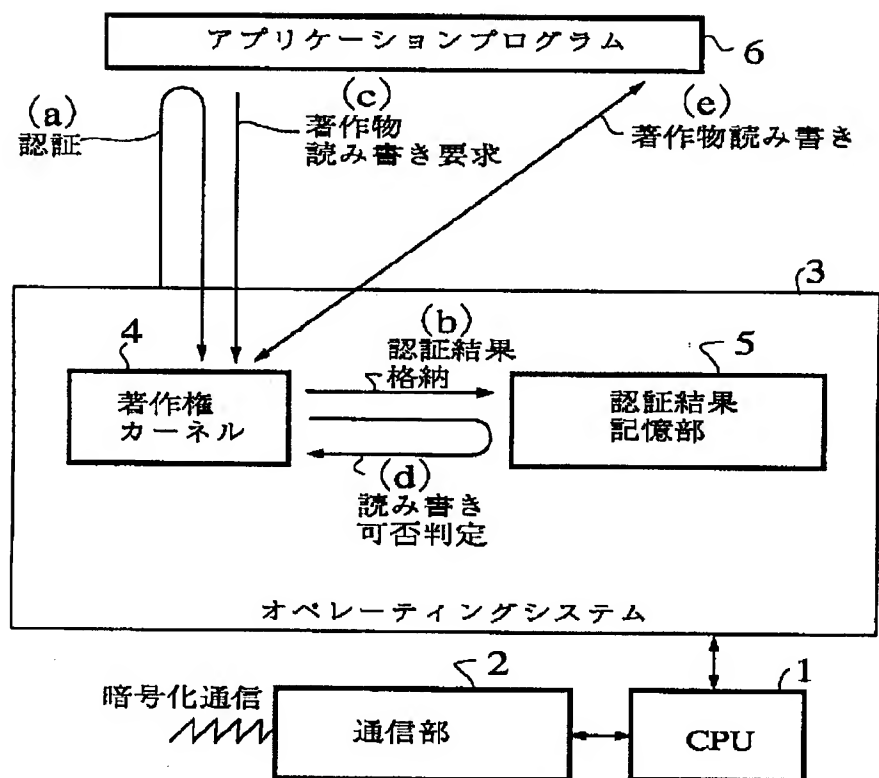 アプリケーションプログラム
6
(a)
認証
(c)
著作物
読み書き要求
(e)
著作物読み書き
3
4
著作権
カーネル
(b)
認証結果
格納
5
認証結果
記憶部
(d)
読み書き
可否判定
オペレーティングシステム
暗号化通信
2
通信部
1
CPU